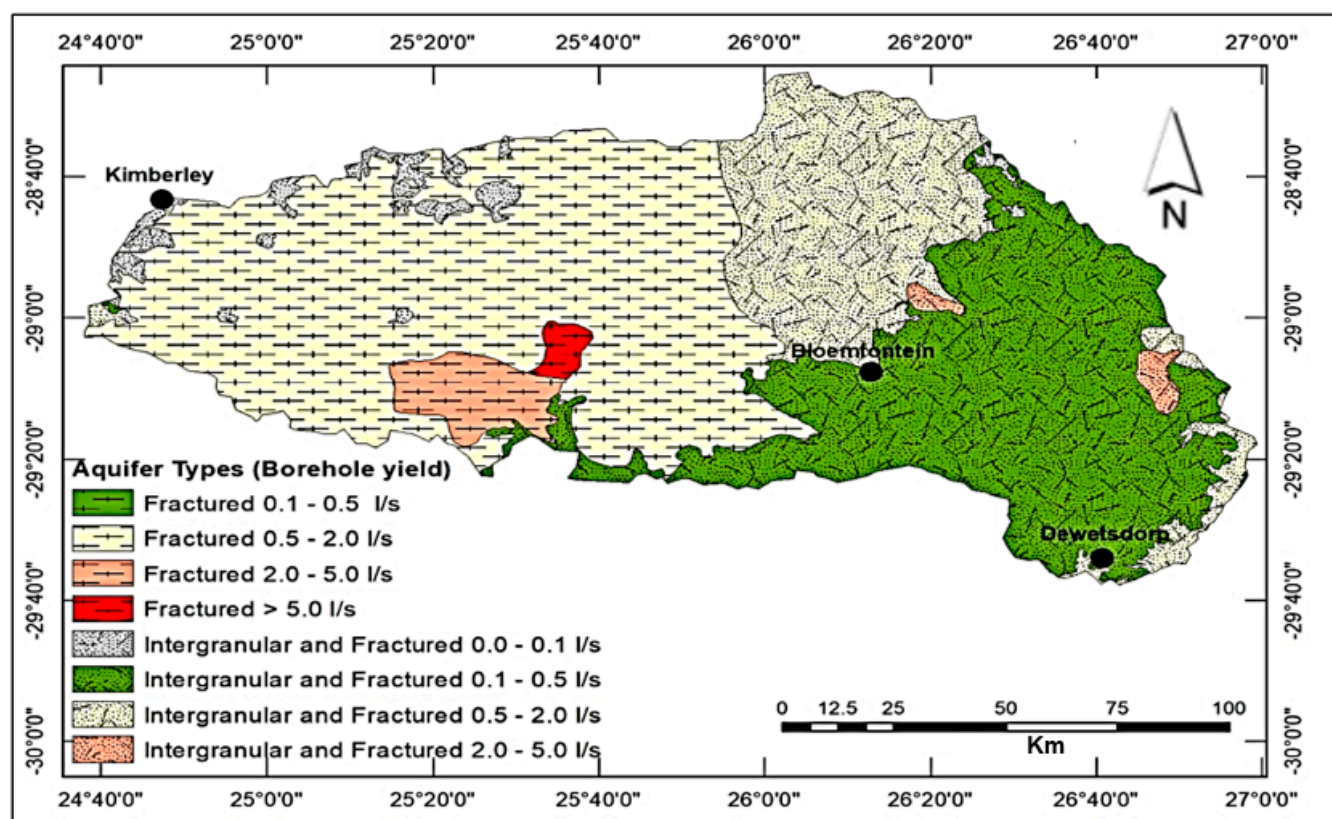 24°40'0"E 25°0'0" 25°20'0"E 25°40'0"E 26°0'0" 26°20'0"E 26°40'0"E 27°0'0"
-28°40'0" -28°40'0"
Kimberley
N
-29°0'0" -29°0'0"
Bloemfontein
-29°20'0" -29°20'0"
Aquifer Types (Borehole yield)
Fractured 0.1 - 0.5 l/s
Fractured 0.5 - 2.0 l/s
Fractured 2.0 - 5.0 l/s
Fractured > 5.0 l/s
Intergranular and Fractured 0.0 - 0.1 l/s
Intergranular and Fractured 0.1 - 0.5 l/s
Intergranular and Fractured 0.5 - 2.0 l/s
Intergranular and Fractured 2.0 - 5.0 l/s
Dewetsdorp
-29°40'0" -29°40'0"
0 12.5 25 50 75 100
Km
-30°0'0" -30°0'0"
24°40'0"E 25°0'0" 25°20'0"E 25°40'0"E 26°0'0" 26°20'0"E 26°40'0"E 27°0'0"